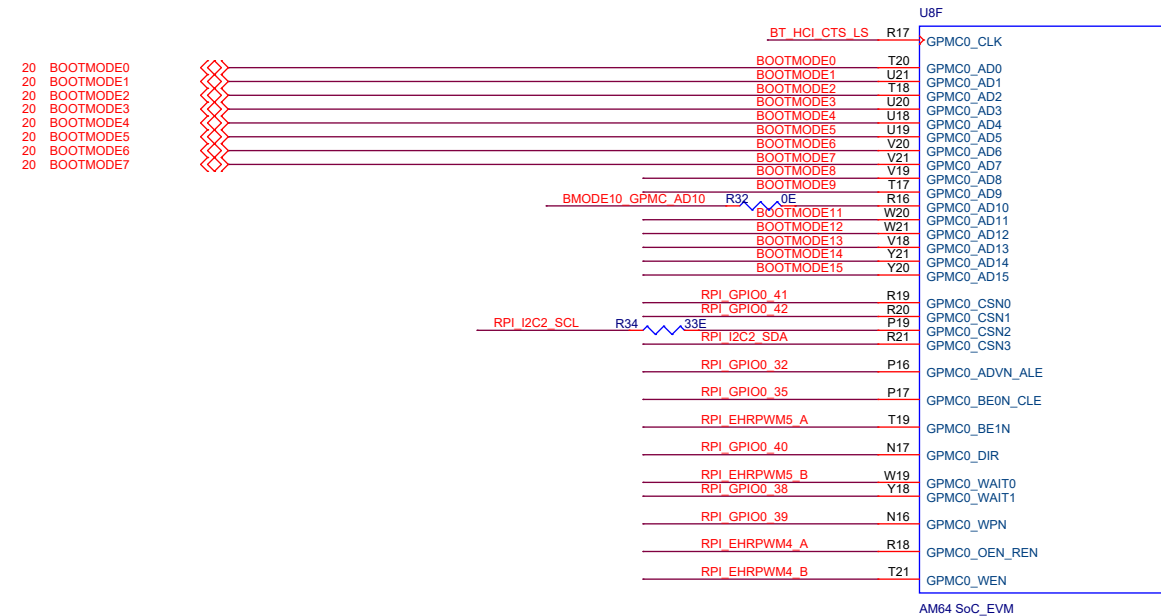 U8F
BT_HCI_CTS_LS R17 GPMC0_CLK
20 BOOTMODE0 BOOTMODE0 T20 GPMC0_AD0
20 BOOTMODE1 BOOTMODE1 U21 GPMC0_AD1
20 BOOTMODE2 BOOTMODE2 T18 GPMC0_AD2
20 BOOTMODE3 BOOTMODE3 U20 GPMC0_AD3
20 BOOTMODE4 BOOTMODE4 U18 GPMC0_AD4
20 BOOTMODE5 BOOTMODE5 U19 GPMC0_AD5
20 BOOTMODE6 BOOTMODE6 V20 GPMC0_AD6
20 BOOTMODE7 BOOTMODE7 V21 GPMC0_AD7
BOOTMODE8 V19 GPMC0_AD8
BOOTMODE9 T17 GPMC0_AD9
BMODE10_GPMC_AD10 R32 0E R16 GPMC0_AD10
BOOTMODE11 W20 GPMC0_AD11
BOOTMODE12 W21 GPMC0_AD12
BOOTMODE13 V18 GPMC0_AD13
BOOTMODE14 Y21 GPMC0_AD14
BOOTMODE15 Y20 GPMC0_AD15
RPI_GPIO0_41 R19 GPMC0_CSN0
RPI_GPIO0_42 R20 GPMC0_CSN1
RPI_I2C2_SCL R34 33E P19 GPMC0_CSN2
RPI_I2C2_SDA R21 GPMC0_CSN3
RPI_GPIO0_32 P16 GPMC0_ADVN_ALE
RPI_GPIO0_35 P17 GPMC0_BE0N_CLE
RPI_EHRPWM5_A T19 GPMC0_BE1N
RPI_GPIO0_40 N17 GPMC0_DIR
RPI_EHRPWM5_B W19 GPMC0_WAIT0
RPI_GPIO0_38 Y18 GPMC0_WAIT1
RPI_GPIO0_39 N16 GPMC0_WPN
RPI_EHRPWM4_A R18 GPMC0_OEN_REN
RPI_EHRPWM4_B T21 GPMC0_WEN
AM64 SoC_EVM